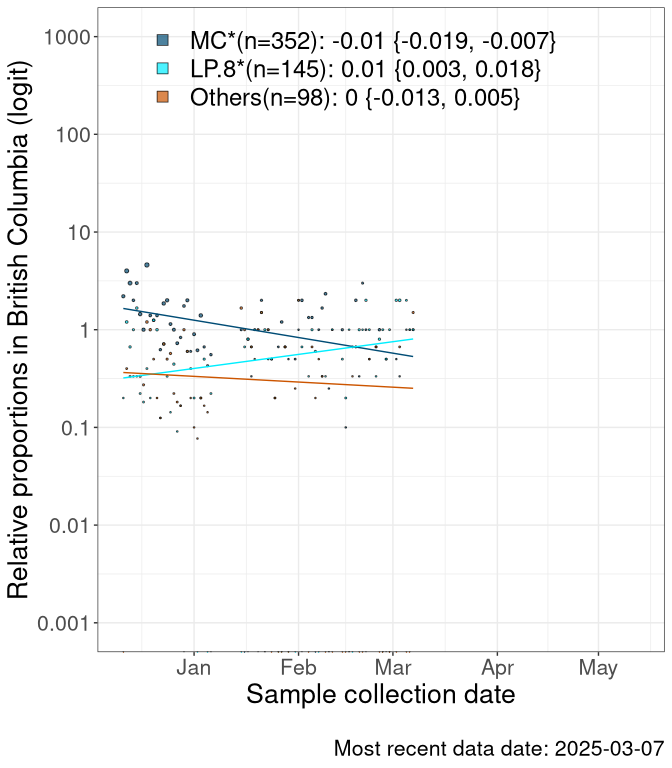 MC*(n=352): -0.01 {-0.019, -0.007}
LP.8*(n=145): 0.01 {0.003, 0.018}
Others(n=98): 0 {-0.013, 0.005}
Relative proportions in British Columbia (logit)
1000
100
10
1
0.1
0.01
0.001
Jan Feb Mar Apr May
Sample collection date
Most recent data date: 2025-03-07